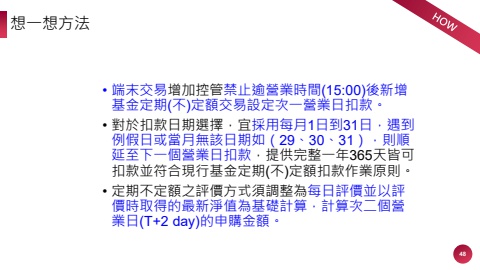 想一想方法
HOW
• 端末交易增加控管禁止逾營業時間(15:00)後新增
基金定期(不)定額交易設定次一營業日扣款。
• 對於扣款日期選擇，宜採用每月1日到31日，遇到
例假日或當月無該日期如（29、30、31），則順
延至下一個營業日扣款，提供完整一年365天皆可
扣款並符合現行基金定期(不)定額扣款作業原則。
• 定期不定額之評價方式須調整為每日評價並以評
價時取得的最新淨值為基礎計算，計算次二個營
業日(T+2 day)的申購金額。
48